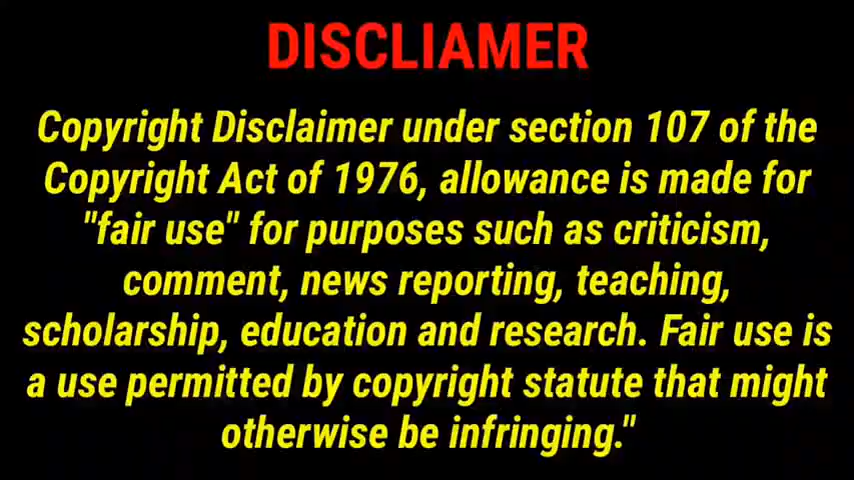 DISCLIAMER
Copyright Disclaimer under section 107 of the
Copyright Act of 1976, allowance is made for
"fair use" for purposes such as criticism,
comment, news reporting, teaching,
scholarship, education and research. Fair use is
a use permitted by copyright statute that might
otherwise be infringing."